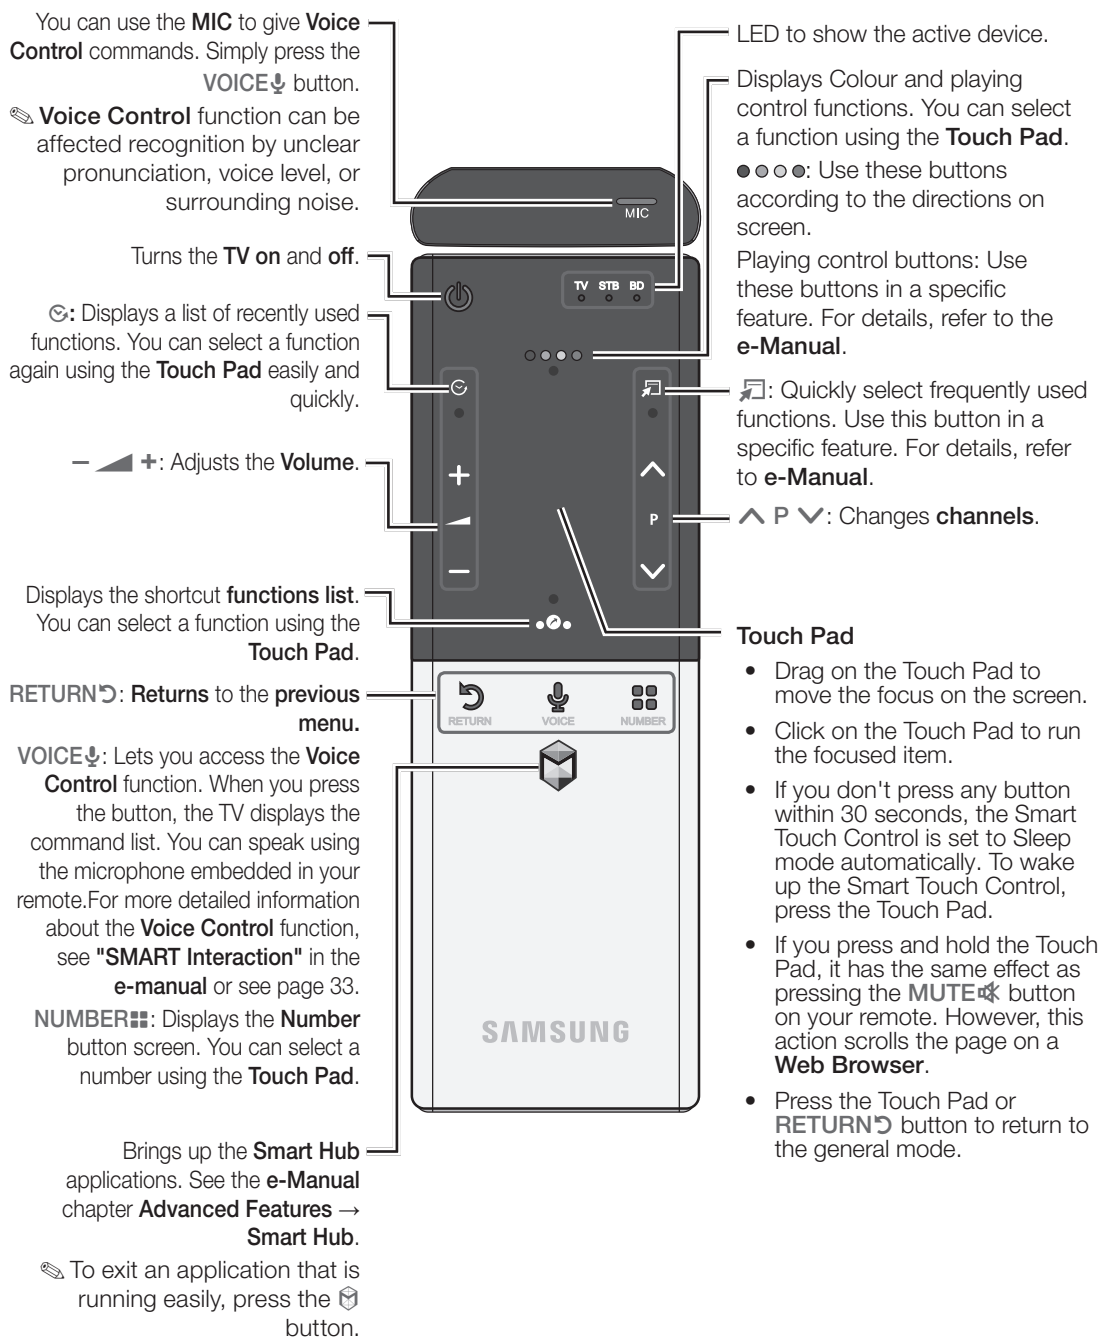 You can use the MIC to give Voice
Control commands. Simply press the
VOICE button.
✎ Voice Control function can be
affected recognition by unclear
pronunciation, voice level, or
surrounding noise.
Turns the TV on and off.
: Displays a list of recently used
functions. You can select a function
again using the Touch Pad easily and
quickly.
− +: Adjusts the Volume.
Displays the shortcut functions list.
You can select a function using the
Touch Pad.
RETURN: Returns to the previous
menu.
VOICE: Lets you access the Voice
Control function. When you press
the button, the TV displays the
command list. You can speak using
the microphone embedded in your
remote.For more detailed information
about the Voice Control function,
see "SMART Interaction" in the
e-manual or see page 33.
NUMBER: Displays the Number
button screen. You can select a
number using the Touch Pad.
Brings up the Smart Hub
applications. See the e-Manual
chapter Advanced Features →
Smart Hub.
✎ To exit an application that is
running easily, press the
button.
MIC
TV STB BD
+
P
−
RETURN VOICE NUMBER
SAMSUNG
LED to show the active device.
Displays Colour and playing
control functions. You can select
a function using the Touch Pad.
: Use these buttons
according to the directions on
screen.
Playing control buttons: Use
these buttons in a specific
feature. For details, refer to the
e-Manual.
: Quickly select frequently used
functions. Use this button in a
specific feature. For details, refer
to e-Manual.
P : Changes channels.
Touch Pad
• Drag on the Touch Pad to
move the focus on the screen.
• Click on the Touch Pad to run
the focused item.
• If you don't press any button
within 30 seconds, the Smart
Touch Control is set to Sleep
mode automatically. To wake
up the Smart Touch Control,
press the Touch Pad.
• If you press and hold the Touch
Pad, it has the same effect as
pressing the MUTE button
on your remote. However, this
action scrolls the page on a
Web Browser.
• Press the Touch Pad or
RETURN button to return to
the general mode.